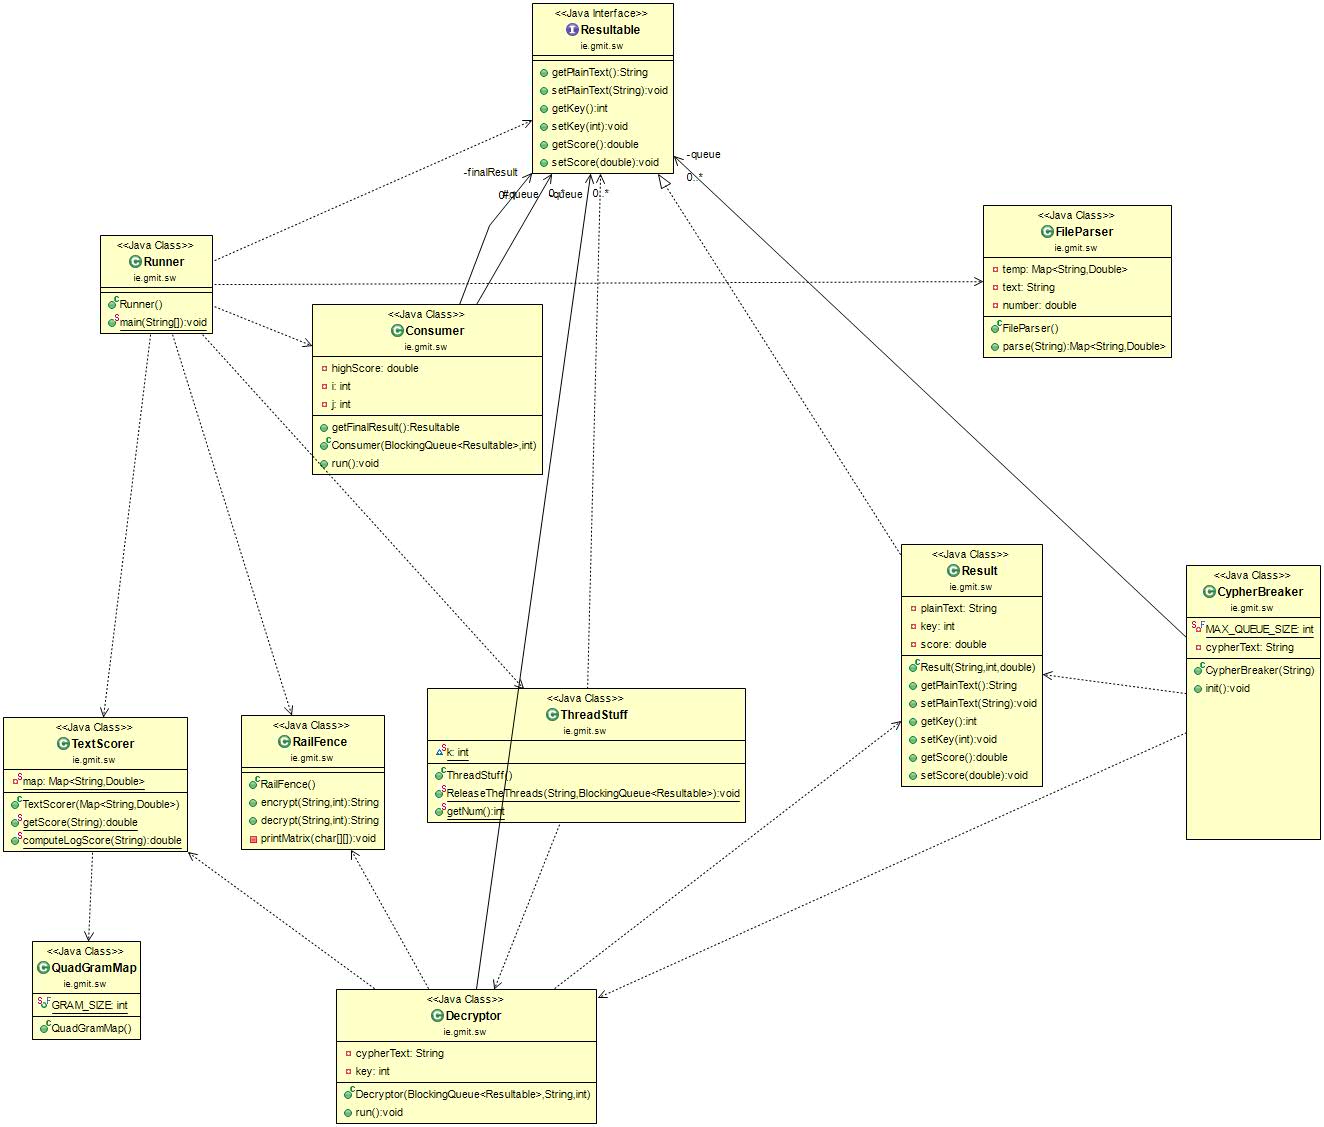 <<Java Interface>>
Resultable
ie.gmit.sw
getPlainText():String
setPlainText(String):void
getKey():int
setKey(int):void
getScore():double
setScore(double):void
-finalResult
-queue
0..*
-queue
0..*
<<Java Class>>
Runner
ie.gmit.sw
Runner()
main(String[]):void
<<Java Class>>
FileParser
ie.gmit.sw
temp: Map<String,Double>
text: String
number: double
FileParser()
parse(String):Map<String,Double>
<<Java Class>>
Consumer
ie.gmit.sw
highScore: double
i: int
j: int
getFinalResult():Resultable
Consumer(BlockingQueue<Resultable>,int)
run():void
<<Java Class>>
Result
ie.gmit.sw
plainText: String
key: int
score: double
Result(String,int,double)
getPlainText():String
setPlainText(String):void
getKey():int
setKey(int):void
getScore():double
setScore(double):void
<<Java Class>>
CypherBreaker
ie.gmit.sw
MAX_QUEUE_SIZE: int
cypherText: String
CypherBreaker(String)
init():void
<<Java Class>>
TextScorer
ie.gmit.sw
map: Map<String,Double>
TextScorer(Map<String,Double>)
getScore(String):double
computeLogScore(String):double
<<Java Class>>
RailFence
ie.gmit.sw
RailFence()
encrypt(String,int):String
decrypt(String,int):String
printMatrix(char[][]):void
<<Java Class>>
ThreadStuff
ie.gmit.sw
k: int
ThreadStuff()
ReleaseTheThreads(String,BlockingQueue<Resultable>):void
getNum():int
<<Java Class>>
QuadGramMap
ie.gmit.sw
GRAM_SIZE: int
QuadGramMap()
<<Java Class>>
Decryptor
ie.gmit.sw
cypherText: String
key: int
Decryptor(BlockingQueue<Resultable>,String,int)
run():void